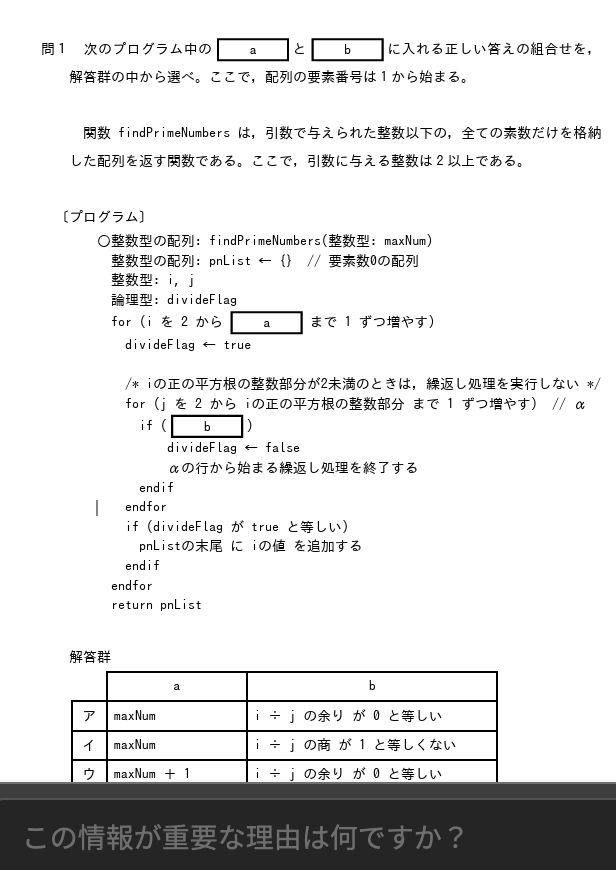 問1 次のプログラム中の a と b に入れる正しい答えの組合せを，
解答群の中から選べ。ここで，配列の要素番号は1から始まる。
関数 findPrimeNumbers は，引数で与えられた整数以下の，全ての素数だけを格納
した配列を返す関数である。ここで，引数に与える整数は2以上である。
〔プログラム〕
○整数型の配列: findPrimeNumbers(整数型: maxNum)
整数型の配列: pnList ← {} // 要素数0の配列
整数型: i, j
論理型: divideFlag
for (i を 2 から a まで 1 ずつ増やす)
divideFlag ← true
/* iの正の平方根の整数部分が2未満のときは，繰返し処理を実行しない */
for (j を 2 から iの正の平方根の整数部分 まで 1 ずつ増やす) // α
if ( b )
divideFlag ← false
αの行から始まる繰返し処理を終了する
endif
endfor
if (divideFlag が true と等しい)
pnListの末尾 に iの値 を追加する
endif
endfor
return pnList
解答群
a b
ア maxNum i ÷ j の余り が 0 と等しい
イ maxNum i ÷ j の商 が 1 と等しくない
ウ maxNum + 1 i ÷ j の余り が 0 と等しい
この情報が重要な理由は何ですか？